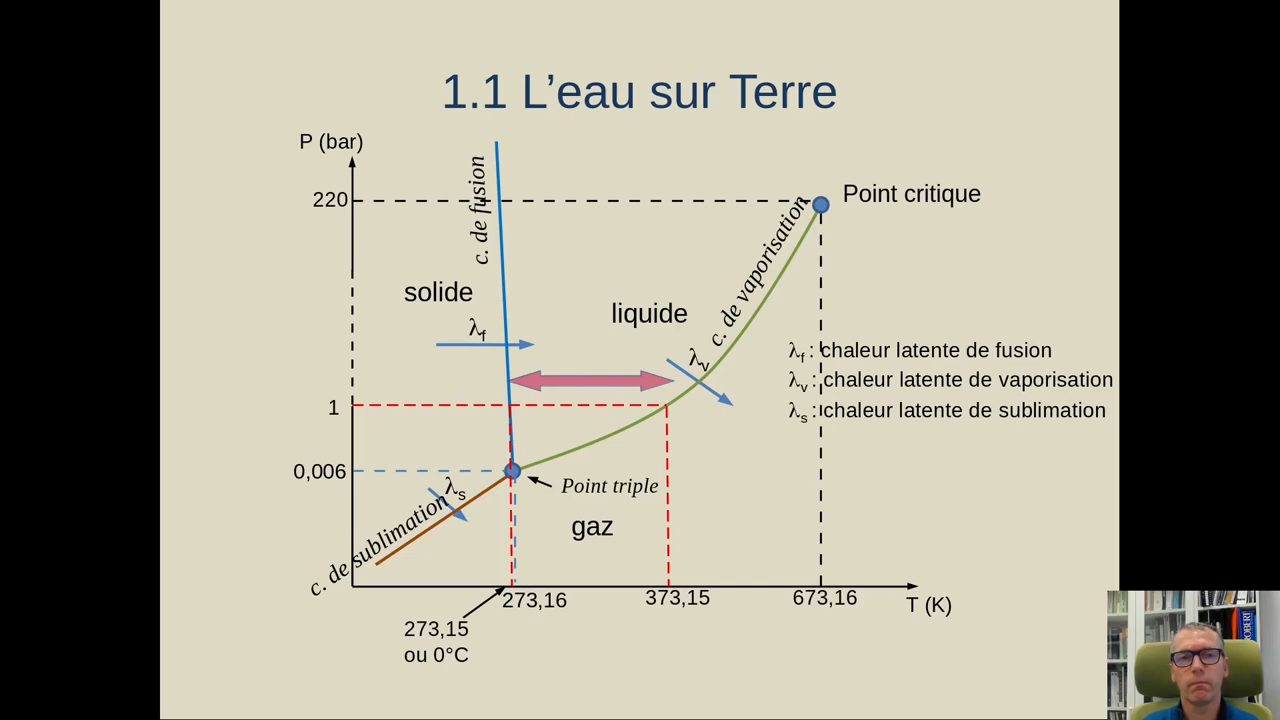 1.1 L’eau sur Terre
P (bar)
220
c. de fusion
Point critique
c. de vaporisation
solide
liquide
λf
λv
λf : chaleur latente de fusion
λv : chaleur latente de vaporisation
λs : chaleur latente de sublimation
1
0,006
λs
Point triple
gaz
c. de sublimation
273,16
373,15
673,16
T (K)
273,15
ou 0°C
ROBERT